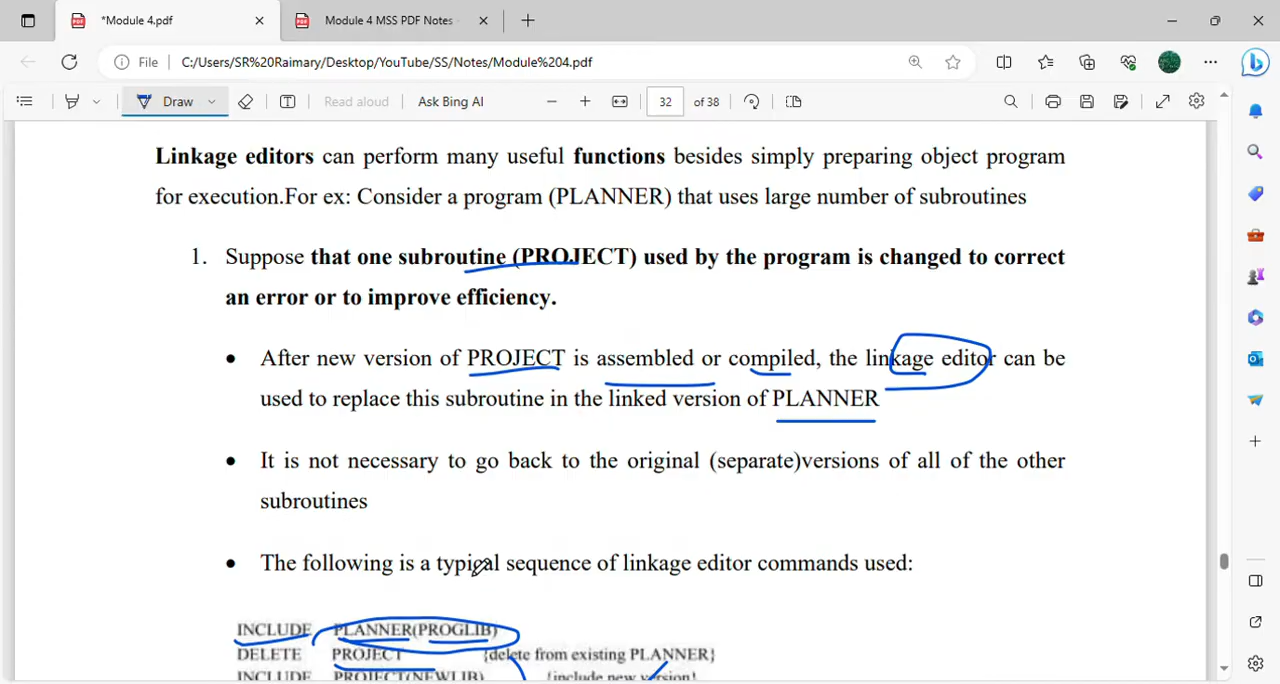 *Module 4.pdf
Module 4 MSS PDF Notes
File
C:/Users/SR%20Raimary/Desktop/YouTube/SS/Notes/Module%204.pdf
Draw
Read aloud
Ask Bing AI
32 of 38
Linkage editors can perform many useful functions besides simply preparing object program
for execution.For ex: Consider a program (PLANNER) that uses large number of subroutines
1. Suppose that one subroutine (PROJECT) used by the program is changed to correct
an error or to improve efficiency.
• After new version of PROJECT is assembled or compiled, the linkage editor can be
used to replace this subroutine in the linked version of PLANNER
• It is not necessary to go back to the original (separate)versions of all of the other
subroutines
• The following is a typical sequence of linkage editor commands used:
INCLUDE PLANNER(PROGLIB)
DELETE PROJECT {delete from existing PLANNER}
INCLUDE PROJECT(NEWLIB) {include new version}